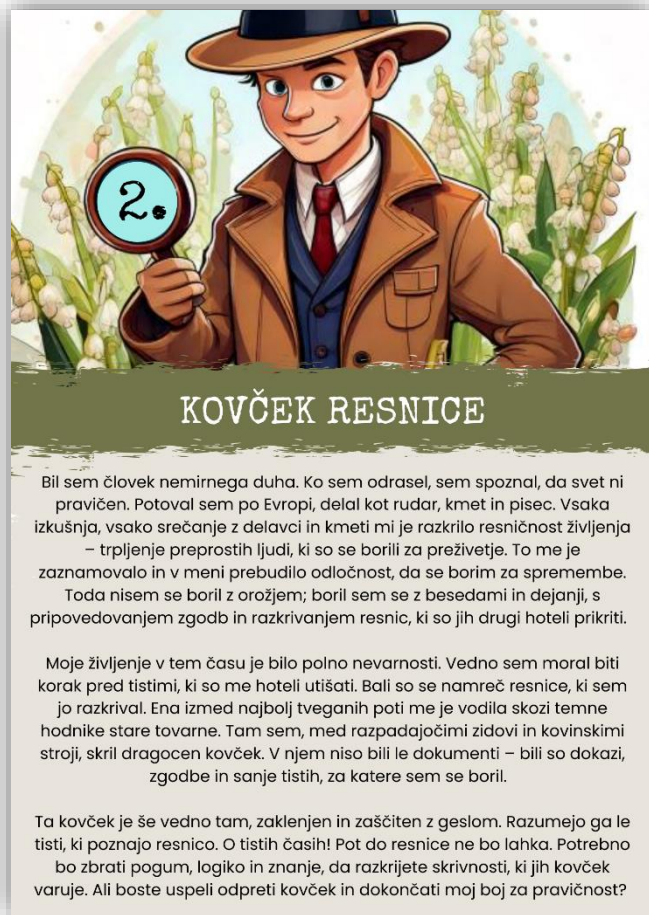 2.
KOVČEK RESNICE
Bil sem človek nemirnega duha. Ko sem odrasel, sem spoznal, da svet ni
pravičen. Potoval sem po Evropi, delal kot rudar, kmet in pisec. Vsaka
izkušnja, vsako srečanje z delavci in kmeti mi je razkrilo resničnost življenja
– trpljenje preprostih ljudi, ki so se borili za preživetje. To me je
zaznamovalo in v meni prebudilo odločnost, da se borim za spremembe.
Toda nisem se boril z orožjem; boril sem se z besedami in dejanji, s
pripovedovanjem zgodb in razkrivanjem resnic, ki so jih drugi hoteli prikriti.
Moje življenje v tem času je bilo polno nevarnosti. Vedno sem moral biti
korak pred tistimi, ki so me hoteli utišati. Bali so se namreč resnice, ki sem
jo razkrival. Ena izmed najbolj tveganih poti me je vodila skozi temne
hodnike stare tovarne. Tam sem, med razpadajočimi zidovi in kovinskimi
stroji, skril dragocen kovček. V njem niso bili le dokumenti – bili so dokazi,
zgodbe in sanje tistih, za katere sem se boril.
Ta kovček je še vedno tam, zaklenjen in zaščiten z geslom. Razumejo ga le
tisti, ki poznajo resnico. O tistih časih! Pot do resnice ne bo lahka. Potrebno
bo zbrati pogum, logiko in znanje, da razkrijete skrivnosti, ki jih kovček
varuje. Ali boste uspeli odpreti kovček in dokončati moj boj za pravičnost?